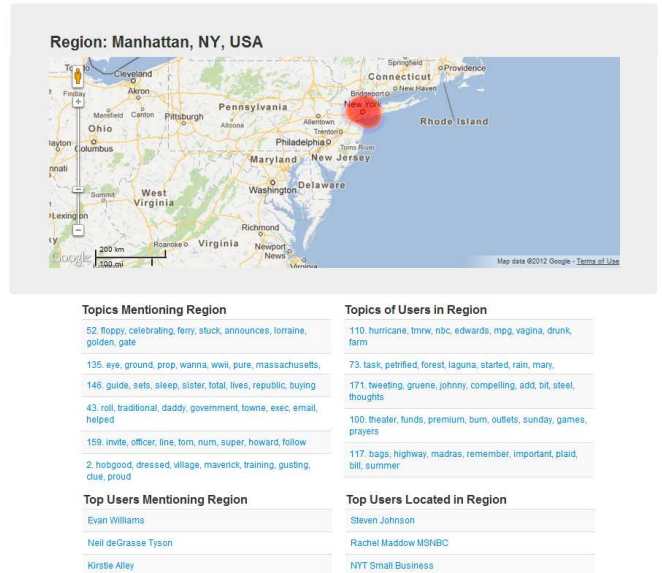 Region: Manhattan, NY, USA
Springfield
Providence
Cleveland
Connecticut
Findlay
Akron
Bridgeport
New Haven
New York
Mansfield
Canton
Pittsburgh
Pennsylvania
Altoona
Allentown
Rhode Island
Ohio
Trenton
Columbus
Philadelphia
Toms River
Maryland
New Jersey
Summit
West
Virginia
Washington
Delaware
Richmond
Roanoke
Virginia
Newport
News
200 km
100 mi
Google
Map data ©2012 Google - Terms of Use
Topics Mentioning Region
52. floppy, celebrating, ferry, stuck, announces, lorraine,
golden, gate
135. eye, ground, prop, wanna, wwii, pure, massachusetts,
146. guide, sets, sleep, sister, total, lives, republic, buying
43. roll, traditional, daddy, government, towne, exec, email,
helped
159. invite, officer, line, tom, num, super, howard, follow
2. hobgood, dressed, village, maverick, training, gusting,
clue, proud
Topics of Users in Region
110. hurricane, tmrw, nbc, edwards, mpg, vagina, drunk,
farm
73. task, petrified, forest, laguna, started, rain, mary,
171. tweeting, gruene, johnny, compelling, add, bit, steel,
thoughts
100. theater, funds, premium, burn, outlets, sunday, games,
prayers
117. bags, highway, madras, remember, important, plaid,
bill, summer
Top Users Mentioning Region
Evan Williams
Neil deGrasse Tyson
Kirstie Alley
Top Users Located in Region
Steven Johnson
Rachel Maddow MSNBC
NYT Small Business